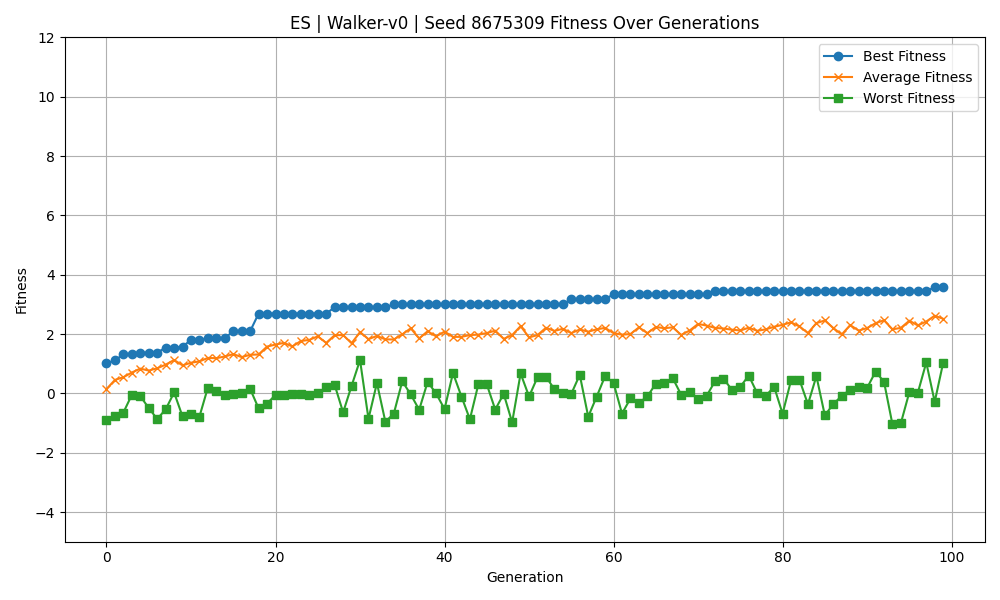 ES | Walker-v0 | Seed 8675309 Fitness Over Generations
Best Fitness
Average Fitness
Worst Fitness
12
10
8
6
4
2
0
−2
−4
Fitness
0 20 40 60 80 100
Generation